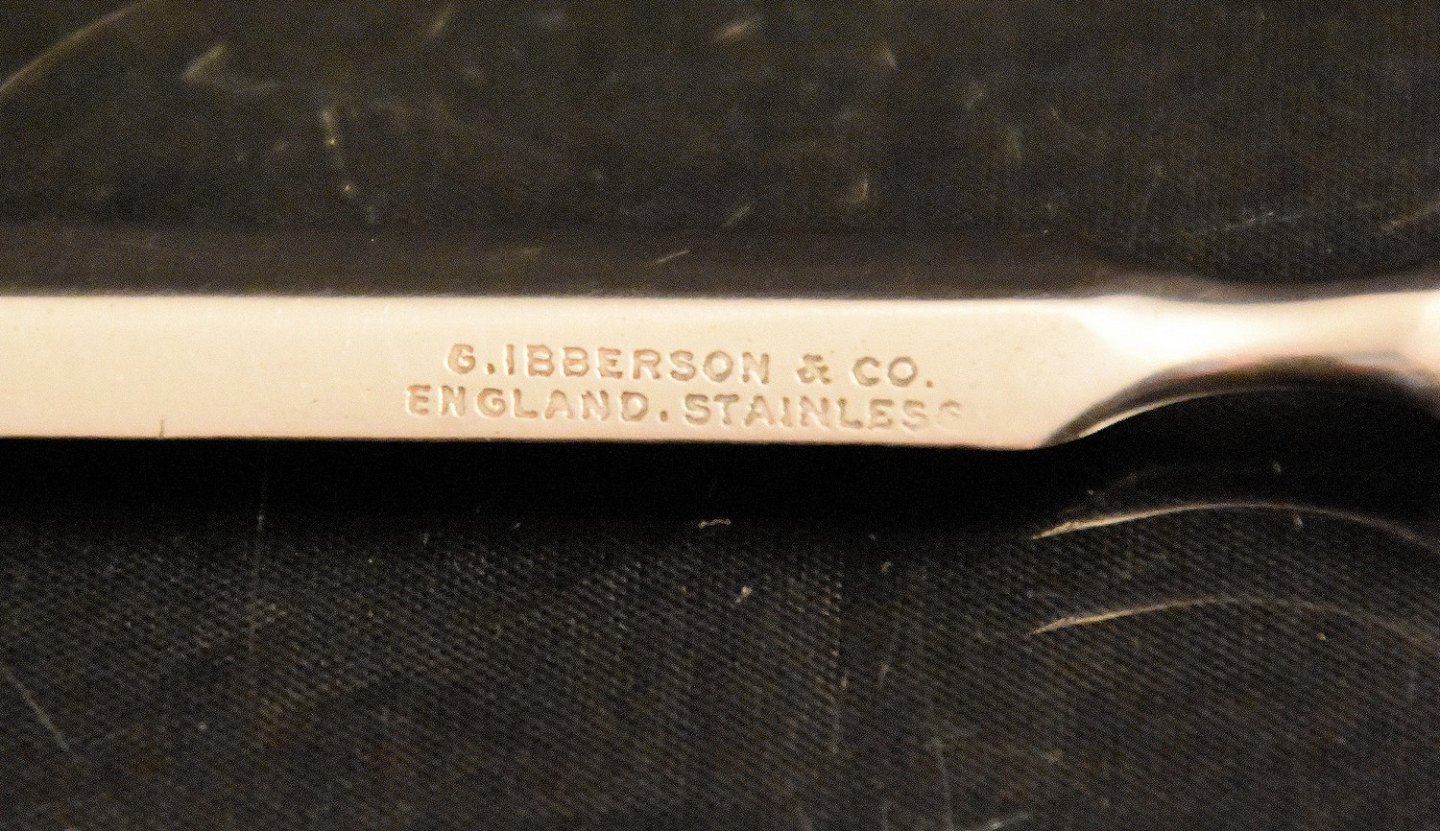 G. IBBERSON & CO.
ENGLAND. STAINLESS